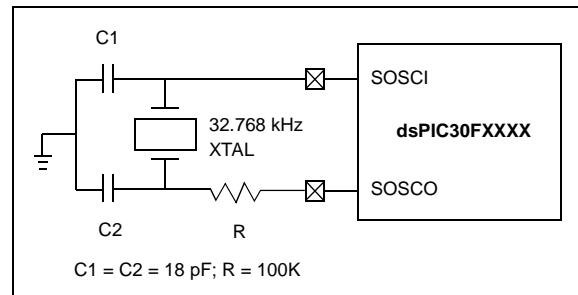 C1
SOSCI
32.768 kHz
XTAL
dsPIC30FXXXX
SOSCO
C2
R
C1 = C2 = 18 pF; R = 100K